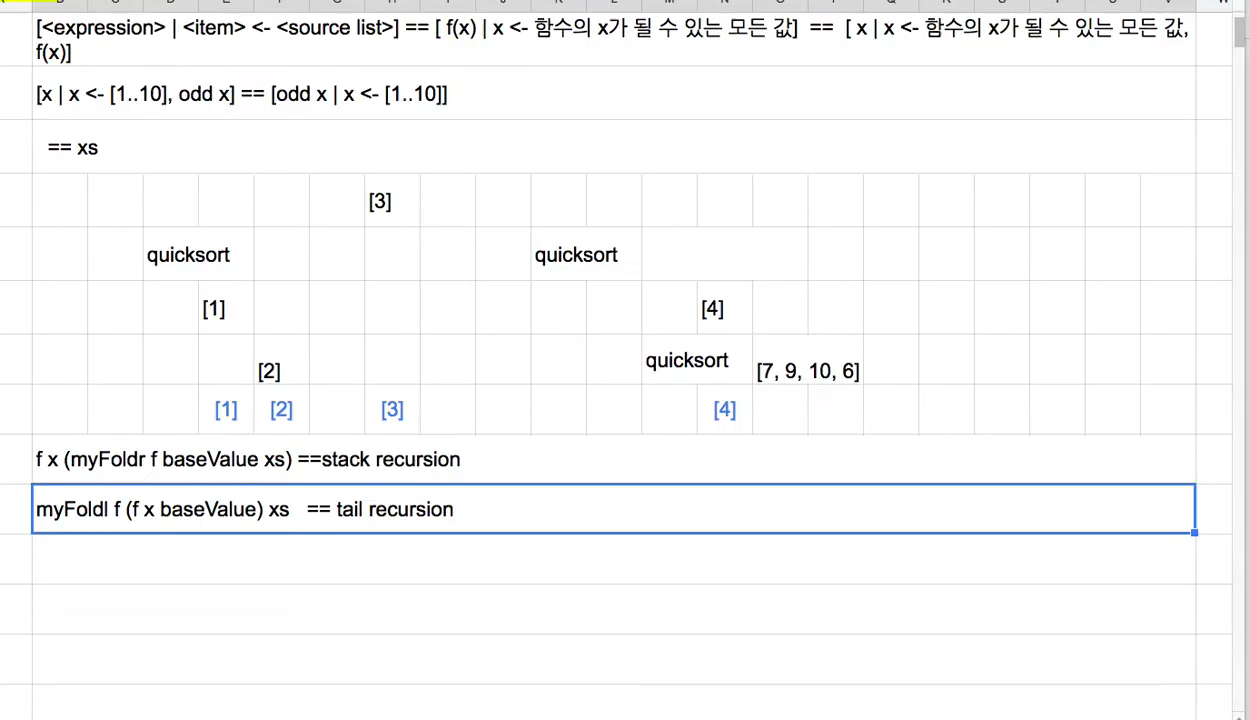 [<expression> | <item> <- <source list>] == [ f(x) | x <- 함수의 x가 될 수 있는 모든 값]  ==  [ x | x <- 함수의 x가 될 수 있는 모든 값,
f(x)]
[x | x <- [1..10], odd x] == [odd x | x <- [1..10]]
== xs
[3]
quicksort quicksort
[1] [4]
[2] quicksort [7, 9, 10, 6]
[1] [2] [3] [4]
f x (myFoldr f baseValue xs) ==stack recursion
myFoldl f (f x baseValue) xs   == tail recursion